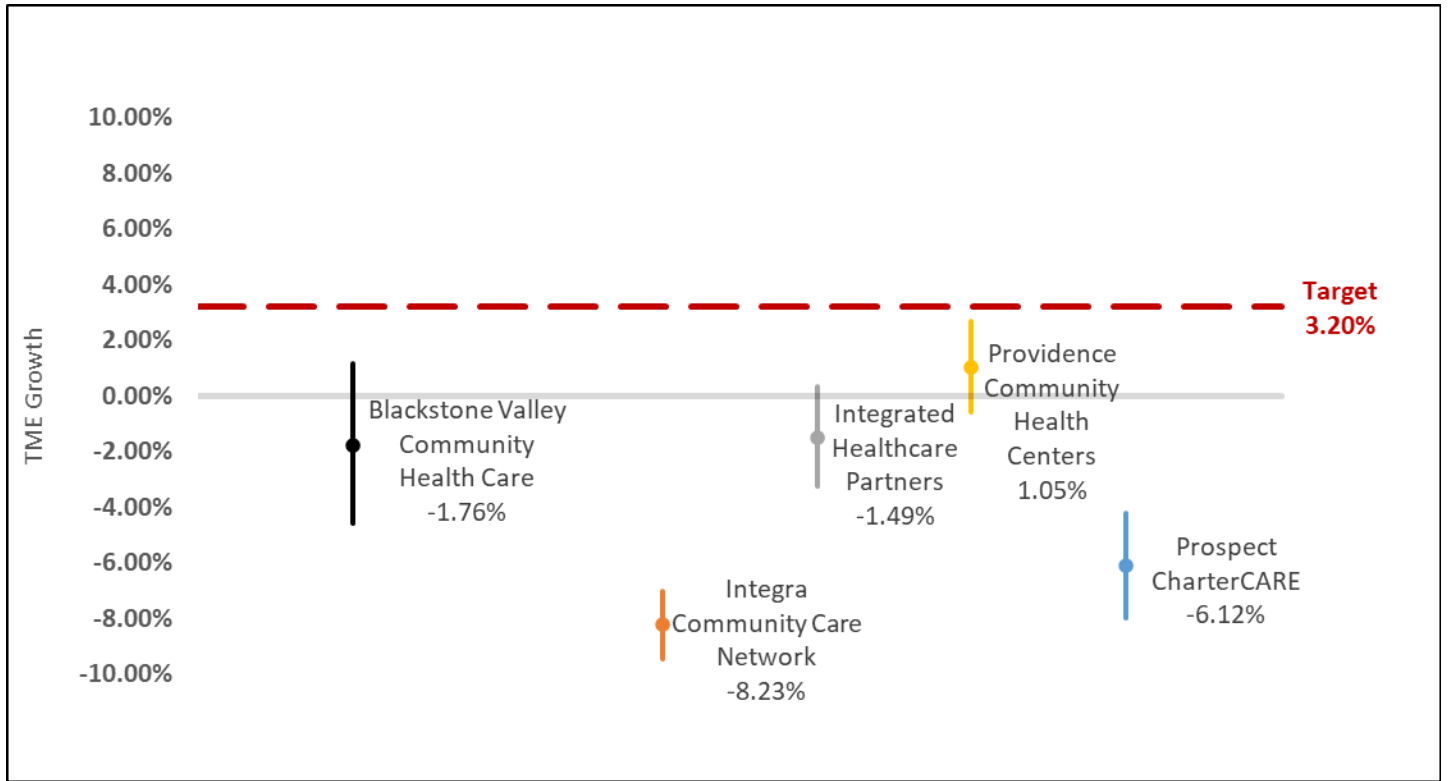 10.00%
8.00%
6.00%
4.00%
2.00%
0.00%
-2.00%
-4.00%
-6.00%
-8.00%
-10.00%
TME Growth
Target
3.20%
Blackstone Valley
Community
Health Care
-1.76%
Integra
Community Care
Network
-8.23%
Integrated
Healthcare
Partners
-1.49%
Providence
Community
Health
Centers
1.05%
Prospect
CharterCARE
-6.12%